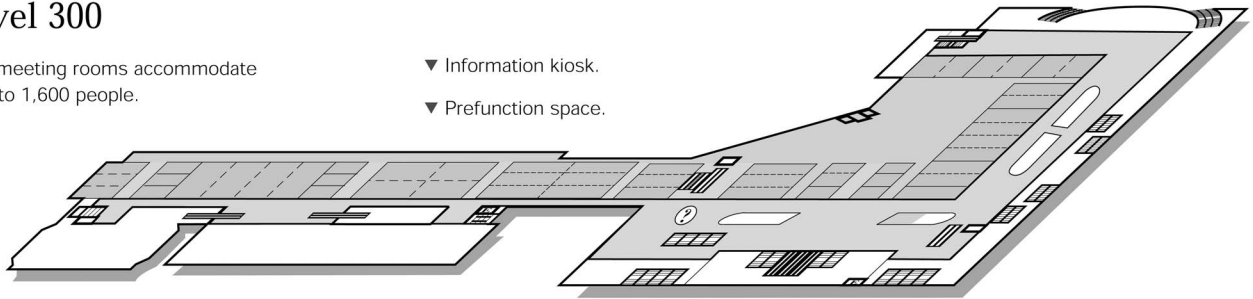 vel 300
meeting rooms accommodate
to 1,600 people.
▼ Information kiosk.
▼ Prefunction space.
?